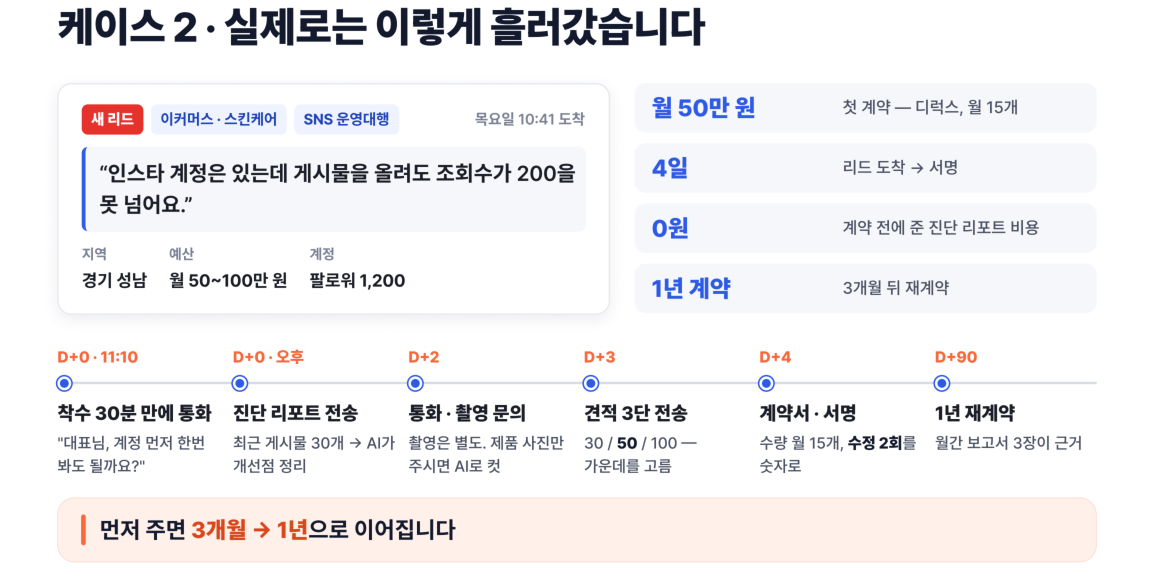 케이스 2 · 실제로는 이렇게 흘러갔습니다
새 리드
이커머스 · 스킨케어
SNS 운영대행
목요일 10:41 도착
“인스타 계정은 있는데 게시물을 올려도 조회수가 200을
못 넘어요.”
지역
예산
계정
경기 성남
월 50~100만 원
팔로워 1,200
월 50만 원
첫 계약 — 디럭스, 월 15개
4일
리드 도착 → 서명
0원
계약 전에 준 진단 리포트 비용
1년 계약
3개월 뒤 재계약
D+0 · 11:10
착수 30분 만에 통화
"대표님, 계정 먼저 한번
봐도 될까요?"
D+0 · 오후
진단 리포트 전송
최근 게시물 30개 → AI가
개선점 정리
D+2
통화 · 촬영 문의
촬영은 별도. 제품 사진만
주시면 AI로 컷
D+3
견적 3단 전송
30 / 50 / 100 —
가운데를 고름
D+4
계약서 · 서명
수량 월 15개, 수정 2회를
숫자로
D+90
1년 재계약
월간 보고서 3장이 근거
먼저 주면 3개월 → 1년으로 이어집니다